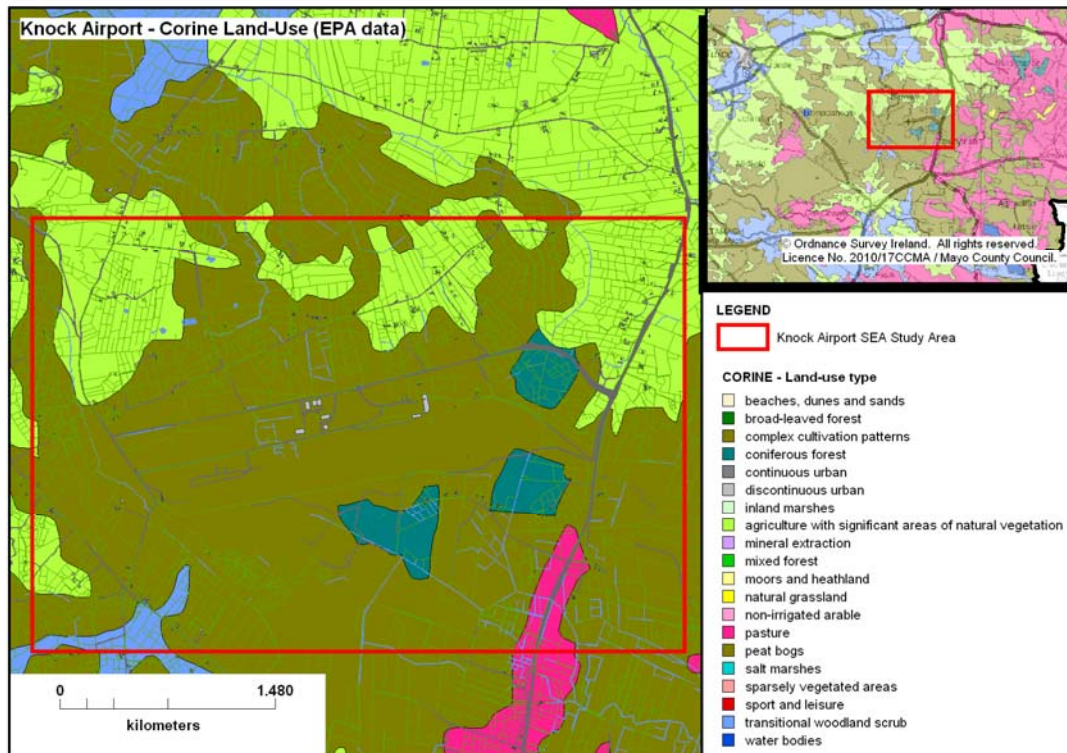 Knock Airport - Corine Land-Use (EPA data)
© Ordnance Survey Ireland. All rights reserved.
Licence No. 2010/17CCMA / Mayo County Council.
LEGEND
Knock Airport SEA Study Area
CORINE - Land-use type
beaches, dunes and sands
broad-leaved forest
complex cultivation patterns
coniferous forest
continuous urban
discontinuous urban
inland marshes
agriculture with significant areas of natural vegetation
mineral extraction
mixed forest
moors and heathland
natural grassland
non-irrigated arable
pasture
peat bogs
salt marshes
sparsely vegetated areas
sport and leisure
transitional woodland scrub
water bodies
0 1.480
kilometers